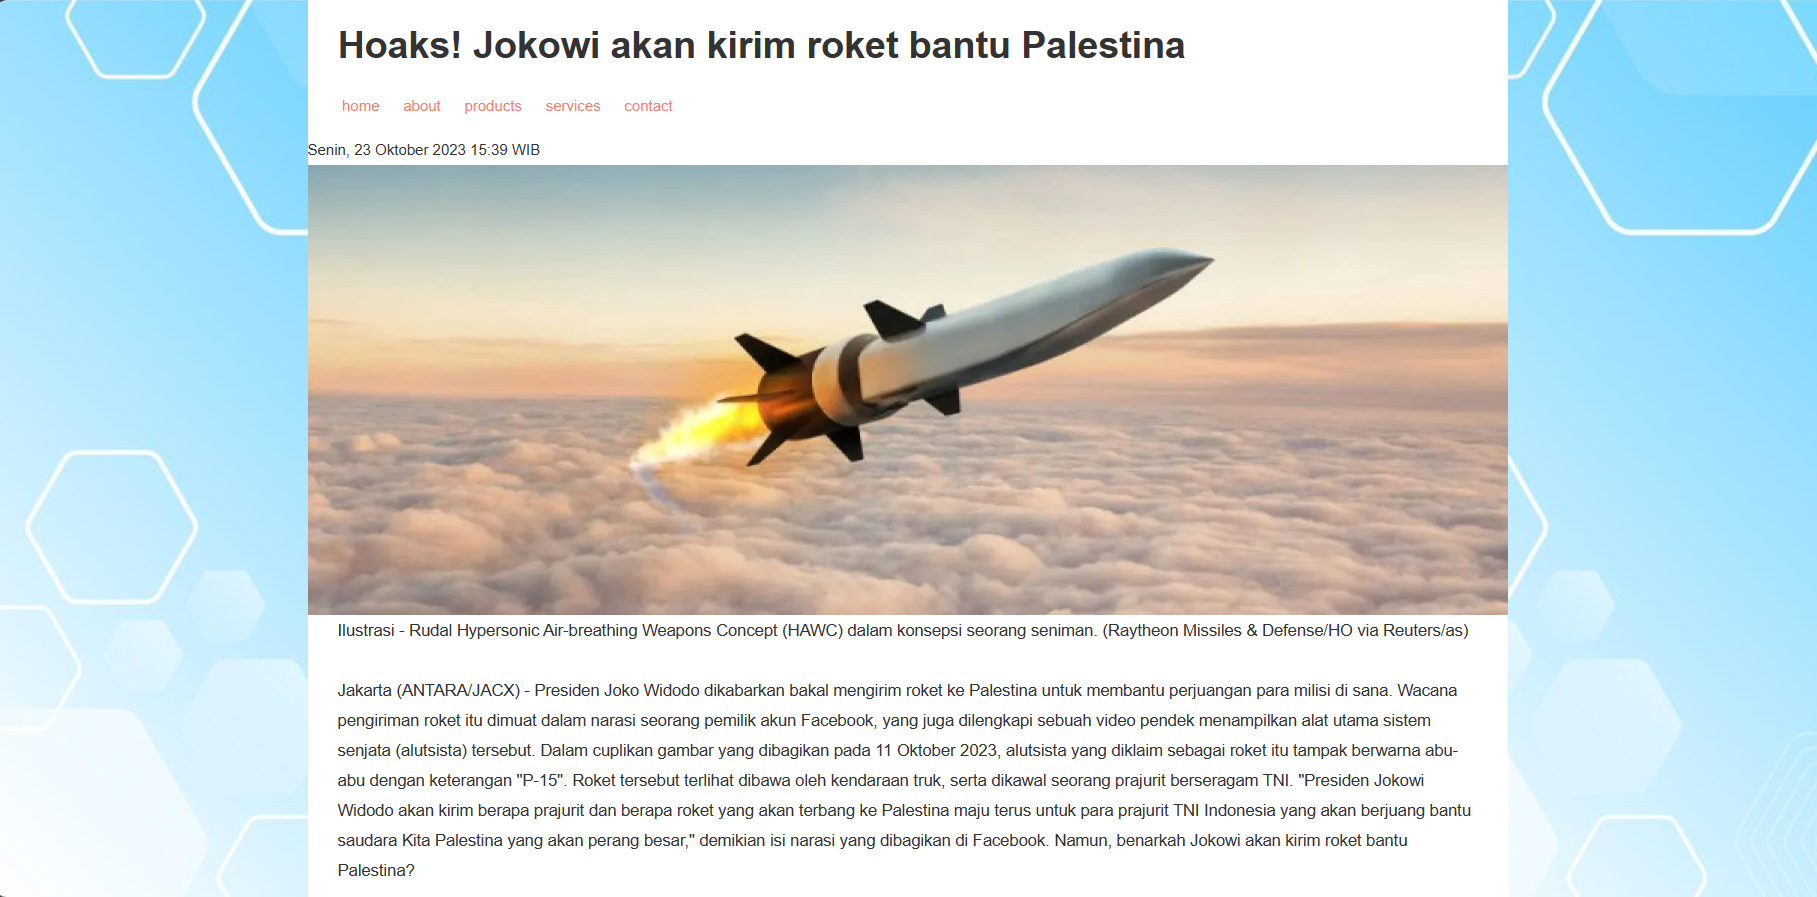 Hoaks! Jokowi akan kirim roket bantu Palestina
home about products services contact
Senin, 23 Oktober 2023 15:39 WIB
Ilustrasi - Rudal Hypersonic Air-breathing Weapons Concept (HAWC) dalam konsepsi seorang seniman. (Raytheon Missiles & Defense/HO via Reuters/as)
Jakarta (ANTARA/JACX) - Presiden Joko Widodo dikabarkan bakal mengirim roket ke Palestina untuk membantu perjuangan para milisi di sana. Wacana
pengiriman roket itu dimuat dalam narasi seorang pemilik akun Facebook, yang juga dilengkapi sebuah video pendek menampilkan alat utama sistem
senjata (alutsista) tersebut. Dalam cuplikan gambar yang dibagikan pada 11 Oktober 2023, alutsista yang diklaim sebagai roket itu tampak berwarna abu-
abu dengan keterangan "P-15". Roket tersebut terlihat dibawa oleh kendaraan truk, serta dikawal seorang prajurit berseragam TNI. "Presiden Jokowi
Widodo akan kirim berapa prajurit dan berapa roket yang akan terbang ke Palestina maju terus untuk para prajurit TNI Indonesia yang akan berjuang bantu
saudara Kita Palestina yang akan perang besar," demikian isi narasi yang dibagikan di Facebook. Namun, benarkah Jokowi akan kirim roket bantu
Palestina?